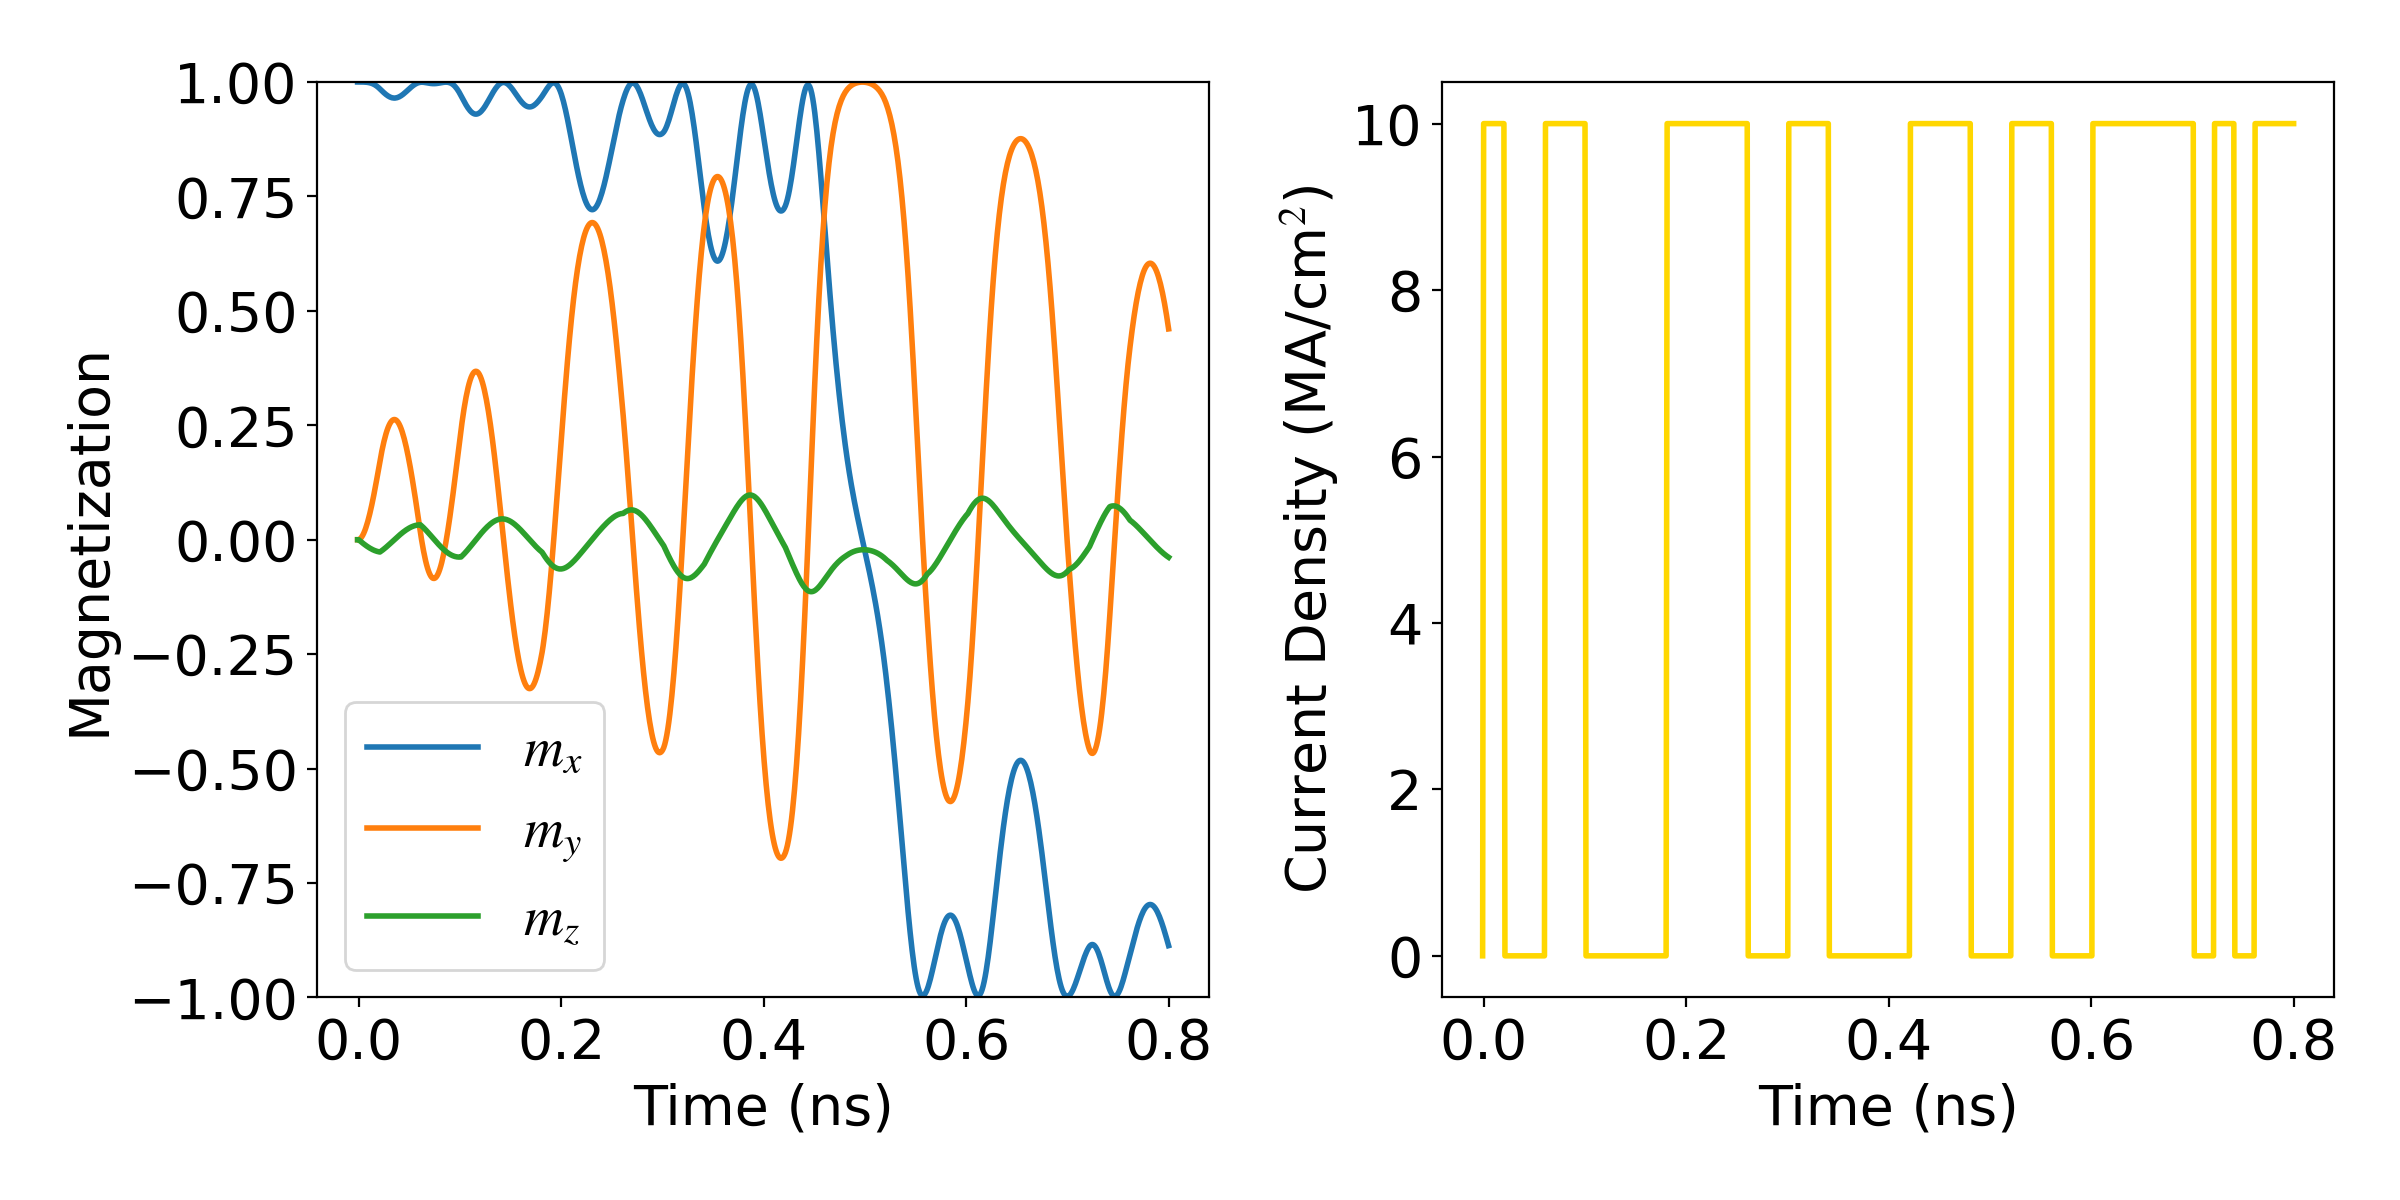 Magnetization
1.00
0.75
0.50
0.25
0.00
−0.25
−0.50
−0.75
−1.00
m_x
m_y
m_z
0.0 0.2 0.4 0.6 0.8
Time (ns)
Current Density (MA/cm²)
10
8
6
4
2
0
0.0 0.2 0.4 0.6 0.8
Time (ns)